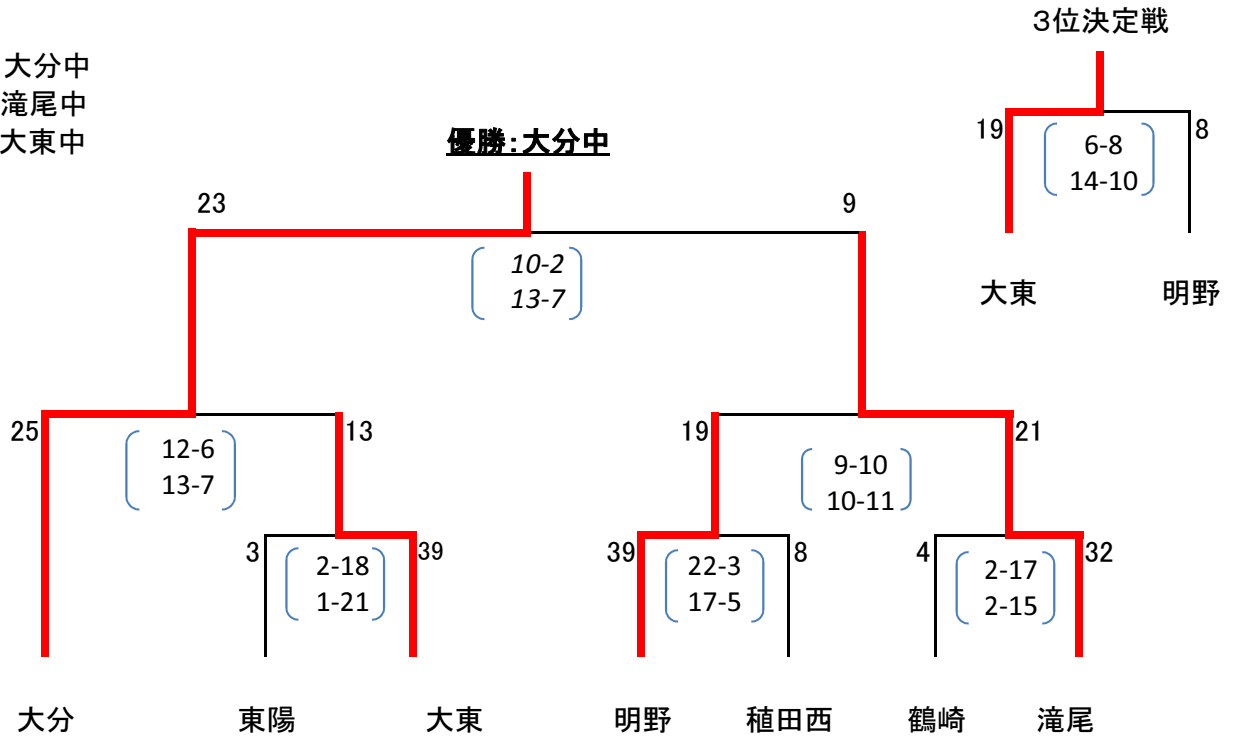 3位決定戦
大分中
滝尾中
大東中
優勝：大分中
19
6-8
14-10
8
大東
明野
23
9
10-2
13-7
25
12-6
13-7
13
19
9-10
10-11
21
3
2-18
1-21
39
39
22-3
17-5
8
4
2-17
2-15
32
大分
東陽
大東
明野
稙田西
鶴崎
滝尾